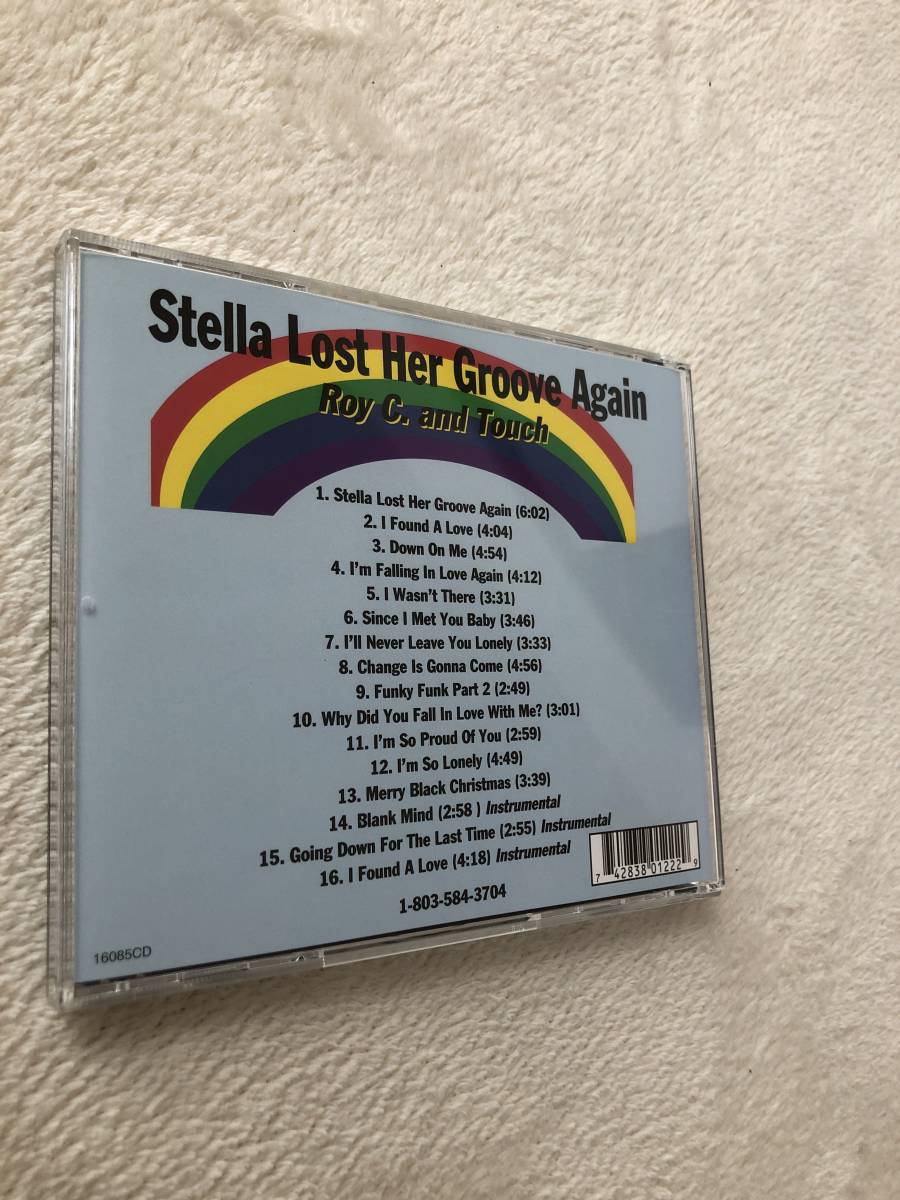 Stella Lost Her Groove Again
Roy C. and Touch
1. Stella Lost Her Groove Again (6:02)
2. I Found A Love (4:04)
3. Down On Me (4:54)
4. I'm Falling In Love Again (4:12)
5. I Wasn't There (3:31)
6. Since I Met You Baby (3:46)
7. I'll Never Leave You Lonely (3:33)
8. Change Is Gonna Come (4:56)
9. Funky Funk Part 2 (2:49)
10. Why Did You Fall In Love With Me? (3:01)
11. I'm So Proud Of You (2:59)
12. I'm So Lonely (4:49)
13. Merry Black Christmas (3:39)
14. Blank Mind (2:58 ) Instrumental
15. Going Down For The Last Time (2:55) Instrumental
16. I Found A Love (4:18) Instrumental
1-803-584-3704
7 42838 01222 9
16085CD